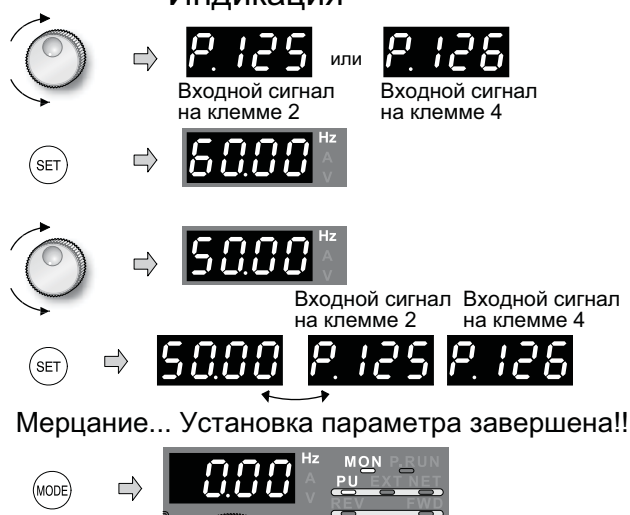 Индикация
P. 125 или P. 126
Входной сигнал на клемме 2
Входной сигнал на клемме 4
SET
60.00 Hz
A
V
50.00 Hz
A
V
Входной сигнал на клемме 2
Входной сигнал на клемме 4
SET
50.00 P. 125 P. 126
Мерцание... Установка параметра завершена!!
MODE
0.00 Hz
A
V
MON P.RUN
PU EXT NET
REV FWD